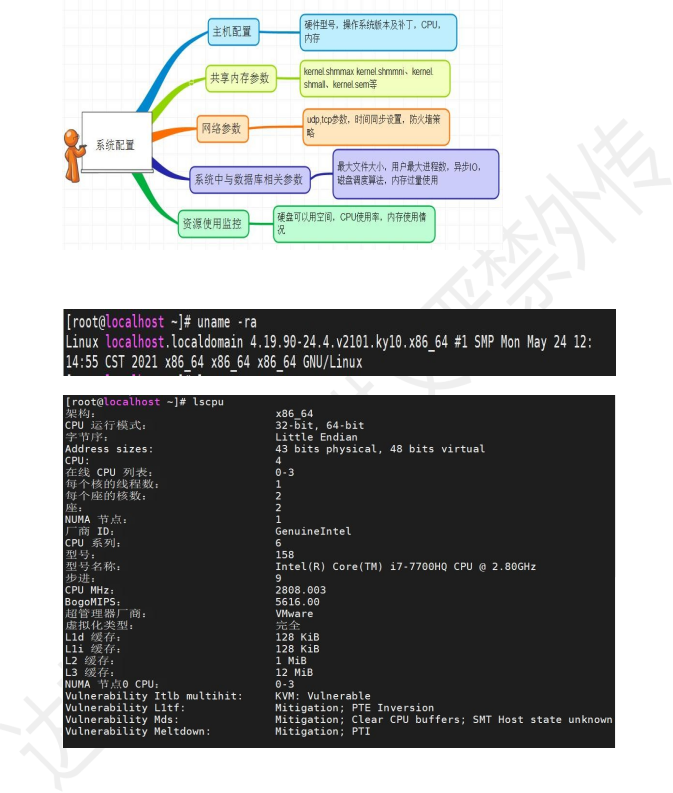 主机配置
硬件型号，操作系统版本及补丁，CPU，
内存
共享内存参数
kernel.shmmax kernel.shmmni、kernel.
shmall、kernel.sem等
网络参数
udp,tcp参数，时间同步设置，防火墙策
略
系统配置
系统中与数据库相关参数
最大文件大小，用户最大进程数，异步IO，
磁盘调度算法，内存过量使用
资源使用监控
硬盘可以用空间，CPU使用率，内存使用情
况
[root@localhost ~]# uname -ra
Linux localhost.localdomain 4.19.90-24.4.v2101.ky10.x86_64 #1 SMP Mon May 24 12:
14:55 CST 2021 x86_64 x86_64 x86_64 GNU/Linux
[root@localhost ~]# lscpu
架构： x86_64
CPU 运行模式： 32-bit, 64-bit
字节序： Little Endian
Address sizes: 43 bits physical, 48 bits virtual
CPU: 4
在线 CPU 列表： 0-3
每个核的线程数： 1
每个座的核数： 2
座： 2
NUMA 节点： 1
厂商 ID： GenuineIntel
CPU 系列： 6
型号： 158
型号名称： Intel(R) Core(TM) i7-7700HQ CPU @ 2.80GHz
步进： 9
CPU MHz： 2808.003
BogoMIPS： 5616.00
超管理器厂商： VMware
虚拟化类型： 完全
L1d 缓存： 128 KiB
L1i 缓存： 128 KiB
L2 缓存： 1 MiB
L3 缓存： 12 MiB
NUMA 节点0 CPU： 0-3
Vulnerability Itlb multihit: KVM: Vulnerable
Vulnerability L1tf: Mitigation; PTE Inversion
Vulnerability Mds: Mitigation; Clear CPU buffers; SMT Host state unknown
Vulnerability Meltdown: Mitigation; PTI
严禁外传